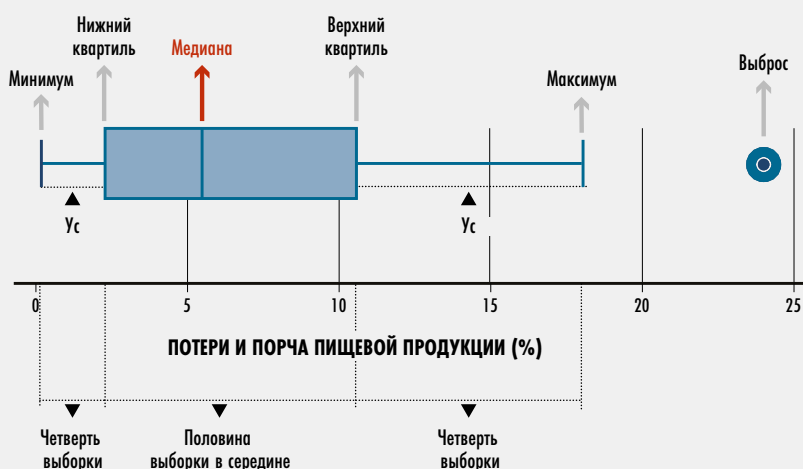 Нижний
квартиль
Медиана
Верхний
квартиль
Минимум
Максимум
Выброс
Ус
Ус
0
5
10
15
20
25
ПОТЕРИ И ПОРЧА ПИЩЕВОЙ ПРОДУКЦИИ (%)
Четверть
выборки
Половина
выборки в середине
Четверть
выборки